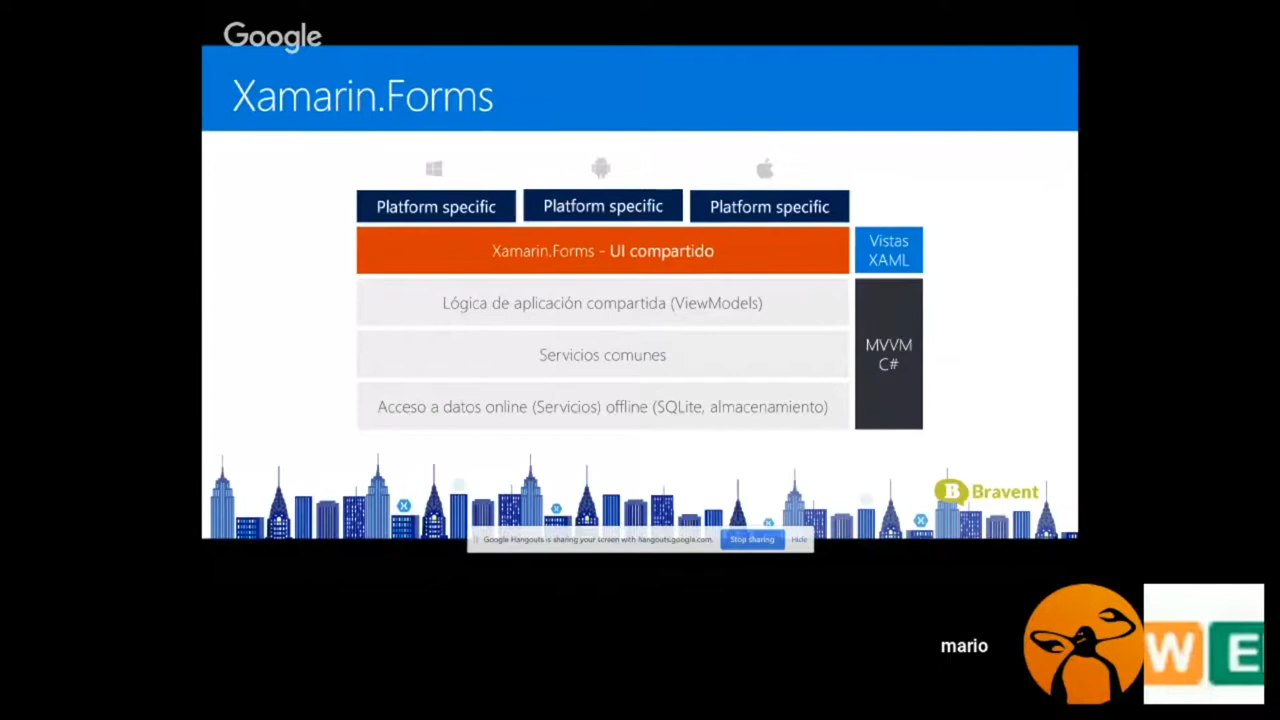 Google
Xamarin.Forms
Platform specific
Platform specific
Platform specific
Xamarin.Forms - UI compartido
Vistas
XAML
Lógica de aplicación compartida (ViewModels)
Servicios comunes
MVVM
C#
Acceso a datos online (Servicios) offline (SQLite, almacenamiento)
B Bravent
Google Hangouts is sharing your screen with hangouts.google.com.
Stop sharing
Hide
mario
W E